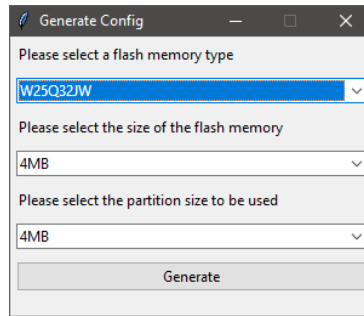 Generate Config
Please select a flash memory type
W25Q32JW
Please select the size of the flash memory
4MB
Please select the partition size to be used
4MB
Generate